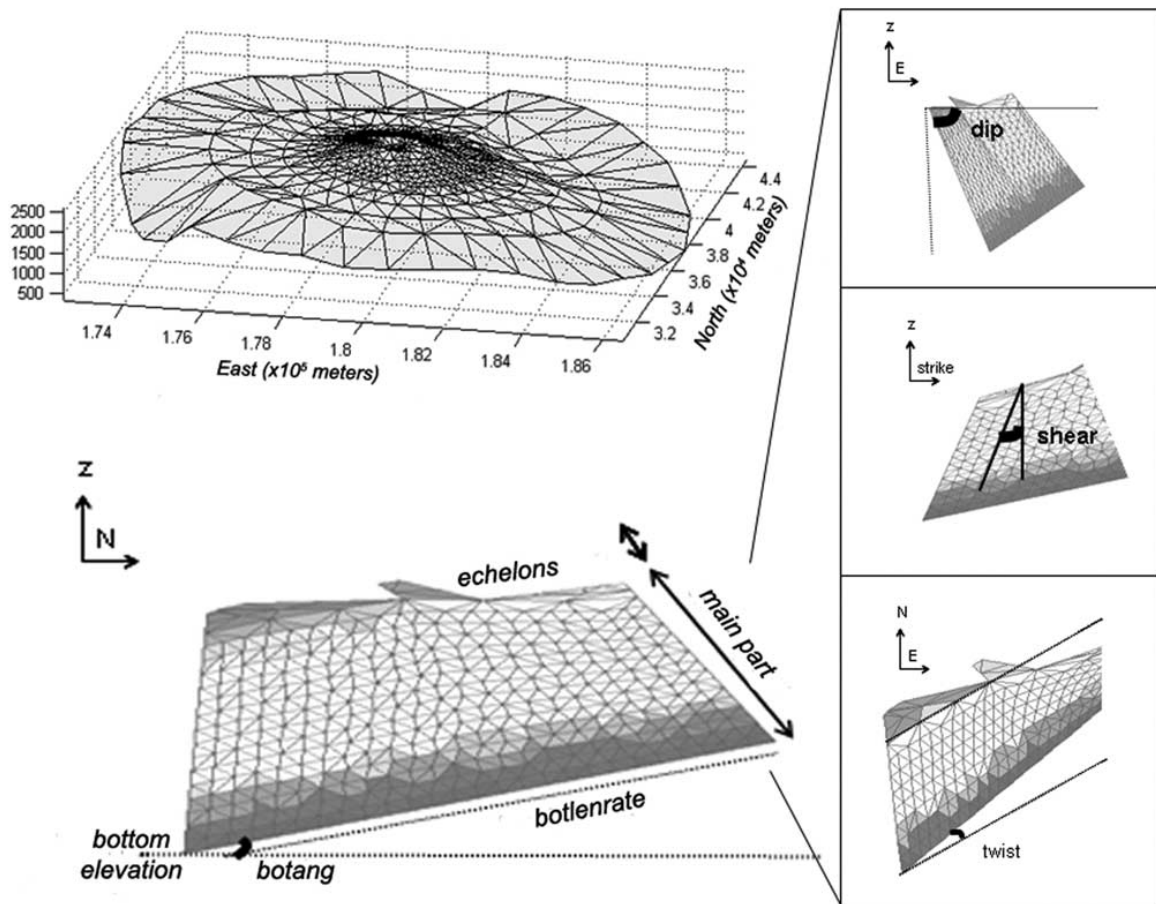 2500
2000
1500
1000
500
1.74
1.76
1.78
1.8
1.82
1.84
1.86
East (x10⁵ meters)
3.2
3.4
3.6
3.8
4
4.2
4.4
North (x10⁴ meters)
z
N
echelons
main part
botlenrate
bottom
elevation
botang
z
E
dip
z
strike
shear
N
E
twist